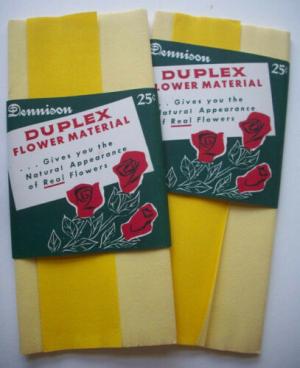 Dennison
25¢
DUPLEX
FLOWER MATERIAL
... Gives you the
Natural Appearance
of Real Flowers
Dennison
25¢
DUPLEX
FLOWER MATERIAL
... Gives you the
Natural Appearance
of Real Flowers